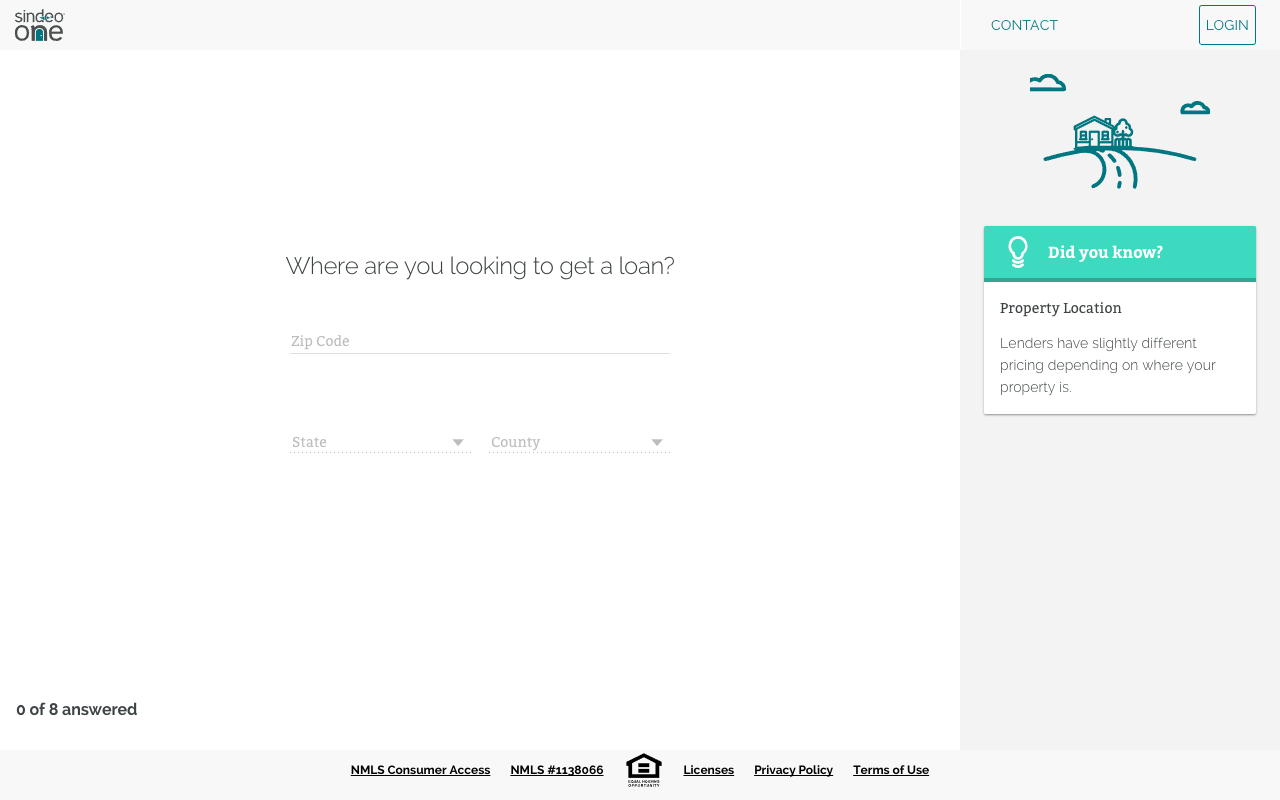 sindeo
one
CONTACT
LOGIN
Where are you looking to get a loan?
Zip Code
State
County
Did you know?
Property Location
Lenders have slightly different
pricing depending on where your
property is.
0 of 8 answered
NMLS Consumer Access
NMLS #1138066
EQUAL HOUSING
OPPORTUNITY
Licenses
Privacy Policy
Terms of Use